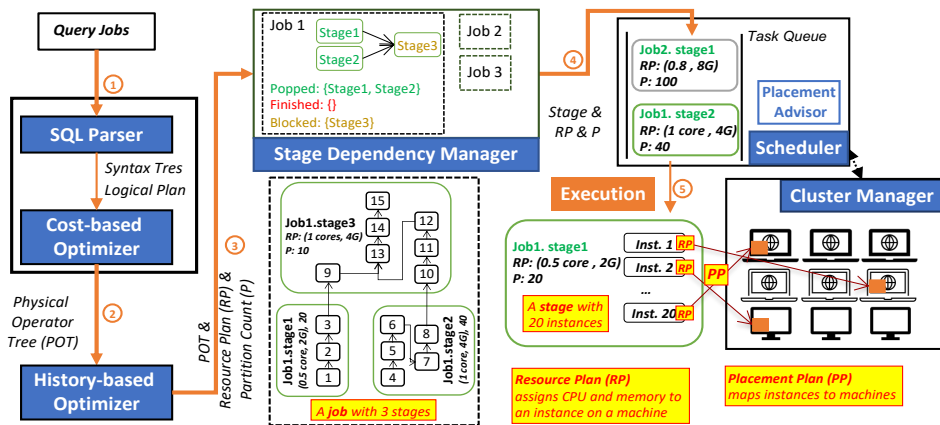 Query Jobs
1
SQL Parser
Syntax Tres
Logical Plan
Cost-based
Optimizer
Physical
Operator
Tree (POT)
2
History-based
Optimizer
3
POT &
Resource Plan (RP) &
Partition Count (P)
Job 1
Stage1
Stage2
Stage3
Job 2
Job 3
Popped: {Stage1, Stage2}
Finished: {}
Blocked: {Stage3}
Stage Dependency Manager
4
Stage &
RP & P
Job2. stage1
RP: (0.8 , 8G)
P: 100
Job1. stage2
RP: (1 core , 4G)
P: 40
Task Queue
Placement
Advisor
Scheduler
Job1.stage3
RP: (1 cores, 4G)
P: 10
15
14
13
12
11
10
9
Job1.stage1
(0.5 core, 2G), 20
3
2
1
6
5
4
8
7
Job1.stage2
(1 core, 4G), 40
A job with 3 stages
Execution
5
Job1. stage1
RP: (0.5 core , 2G)
P: 20
A stage with
20 instances
Inst. 1
RP
Inst. 2
RP
...
Inst. 20
RP
PP
Cluster Manager
Resource Plan (RP)
assigns CPU and memory to
an instance on a machine
Placement Plan (PP)
maps instances to machines